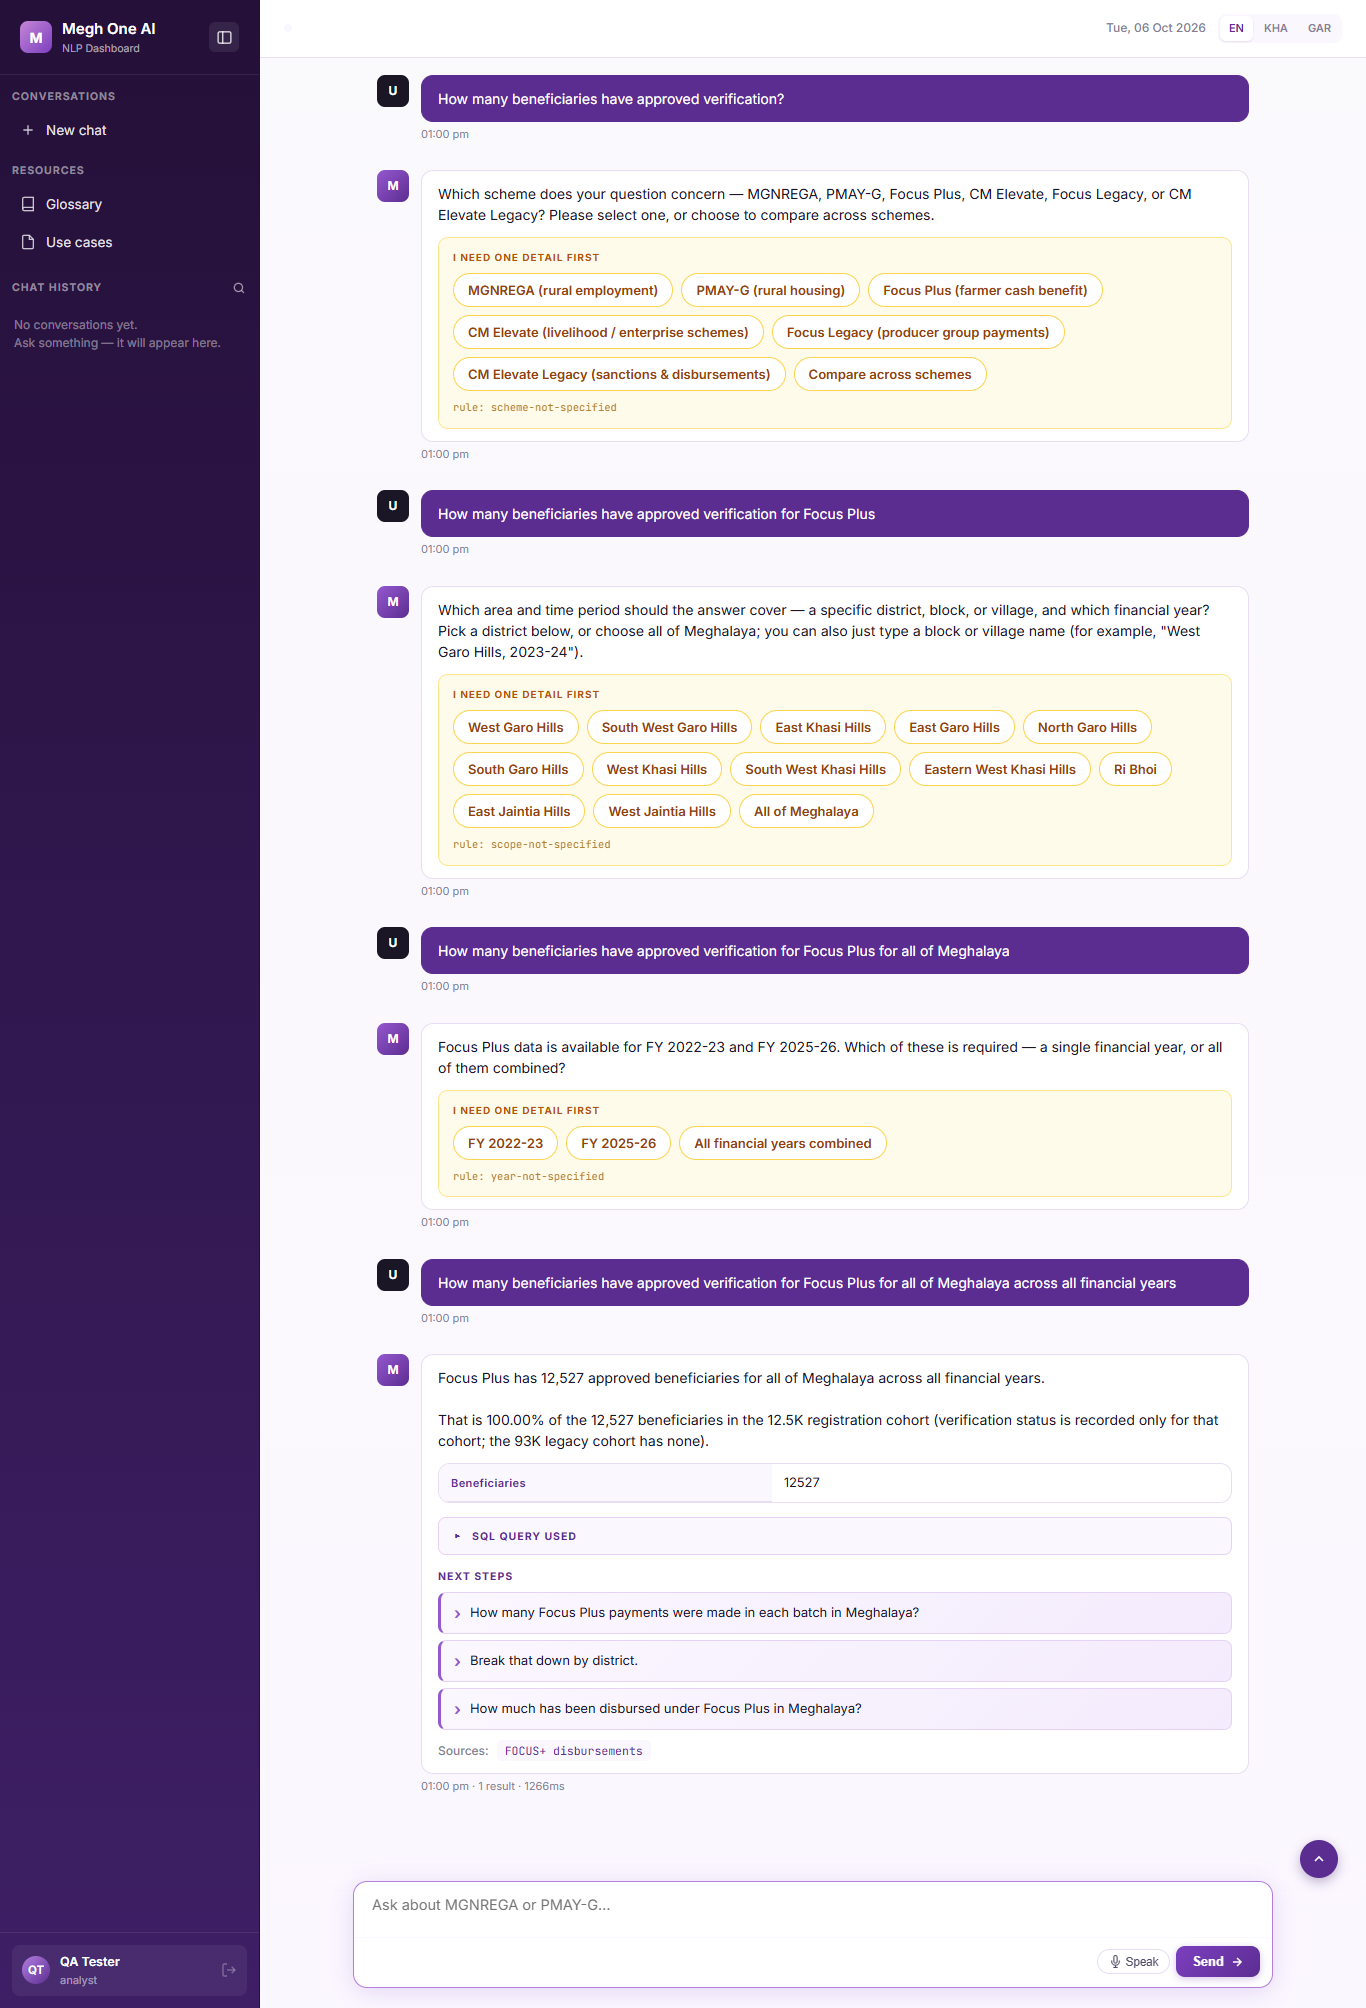 M
Megh One AI
NLP Dashboard
CONVERSATIONS
+ New chat
RESOURCES
Glossary
Use cases
CHAT HISTORY
No conversations yet.
Ask something — it will appear here.
QT
QA Tester
analyst
Tue, 06 Oct 2026
EN
KHA
GAR
U
How many beneficiaries have approved verification?
01:00 pm
M
Which scheme does your question concern — MGNREGA, PMAY-G, Focus Plus, CM Elevate, Focus Legacy, or CM
Elevate Legacy? Please select one, or choose to compare across schemes.
I NEED ONE DETAIL FIRST
MGNREGA (rural employment)
PMAY-G (rural housing)
Focus Plus (farmer cash benefit)
CM Elevate (livelihood / enterprise schemes)
Focus Legacy (producer group payments)
CM Elevate Legacy (sanctions & disbursements)
Compare across schemes
rule: scheme-not-specified
01:00 pm
U
How many beneficiaries have approved verification for Focus Plus
01:00 pm
M
Which area and time period should the answer cover — a specific district, block, or village, and which financial year?
Pick a district below, or choose all of Meghalaya; you can also just type a block or village name (for example, "West
Garo Hills, 2023-24").
I NEED ONE DETAIL FIRST
West Garo Hills
South West Garo Hills
East Khasi Hills
East Garo Hills
North Garo Hills
South Garo Hills
West Khasi Hills
South West Khasi Hills
Eastern West Khasi Hills
Ri Bhoi
East Jaintia Hills
West Jaintia Hills
All of Meghalaya
rule: scope-not-specified
01:00 pm
U
How many beneficiaries have approved verification for Focus Plus for all of Meghalaya
01:00 pm
M
Focus Plus data is available for FY 2022-23 and FY 2025-26. Which of these is required — a single financial year, or all
of them combined?
I NEED ONE DETAIL FIRST
FY 2022-23
FY 2025-26
All financial years combined
rule: year-not-specified
01:00 pm
U
How many beneficiaries have approved verification for Focus Plus for all of Meghalaya across all financial years
01:00 pm
M
Focus Plus has 12,527 approved beneficiaries for all of Meghalaya across all financial years.
That is 100.00% of the 12,527 beneficiaries in the 12.5K registration cohort (verification status is recorded only for that
cohort; the 93K legacy cohort has none).
Beneficiaries
12527
SQL QUERY USED
NEXT STEPS
How many Focus Plus payments were made in each batch in Meghalaya?
Break that down by district.
How much has been disbursed under Focus Plus in Meghalaya?
Sources: FOCUS+ disbursements
01:00 pm · 1 result · 1266ms
Ask about MGNREGA or PMAY-G...
Speak
Send →